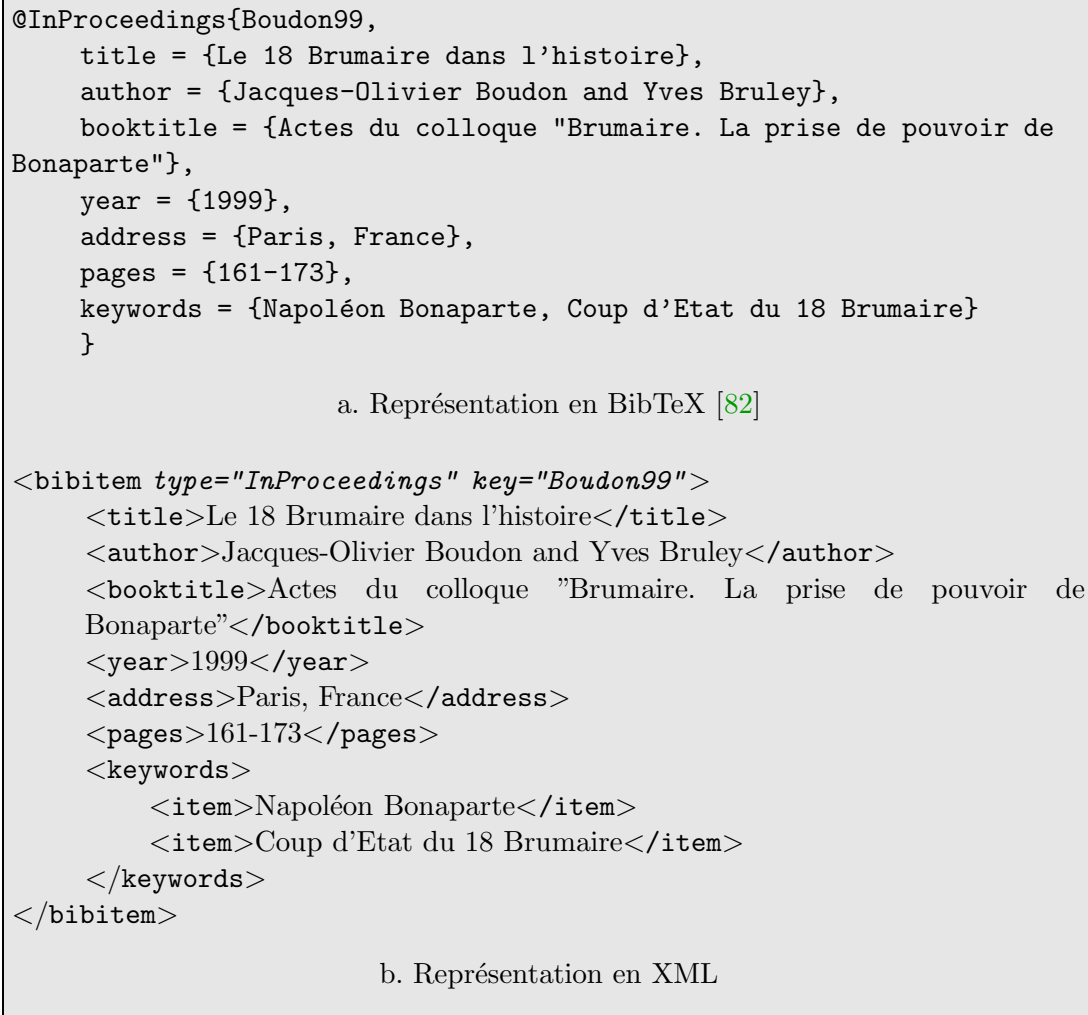 @InProceedings{Boudon99,
title = {Le 18 Brumaire dans l'histoire},
author = {Jacques-Olivier Boudon and Yves Bruley},
booktitle = {Actes du colloque "Brumaire. La prise de pouvoir de
Bonaparte"},
year = {1999},
address = {Paris, France},
pages = {161-173},
keywords = {Napoléon Bonaparte, Coup d'Etat du 18 Brumaire}
}
a. Représentation en BibTeX [82]
<bibitem type="InProceedings" key="Boudon99">
<title>Le 18 Brumaire dans l'histoire</title>
<author>Jacques-Olivier Boudon and Yves Bruley</author>
<booktitle>Actes du colloque ”Brumaire. La prise de pouvoir de
Bonaparte”</booktitle>
<year>1999</year>
<address>Paris, France</address>
<pages>161-173</pages>
<keywords>
<item>Napoléon Bonaparte</item>
<item>Coup d'Etat du 18 Brumaire</item>
</keywords>
</bibitem>
b. Représentation en XML